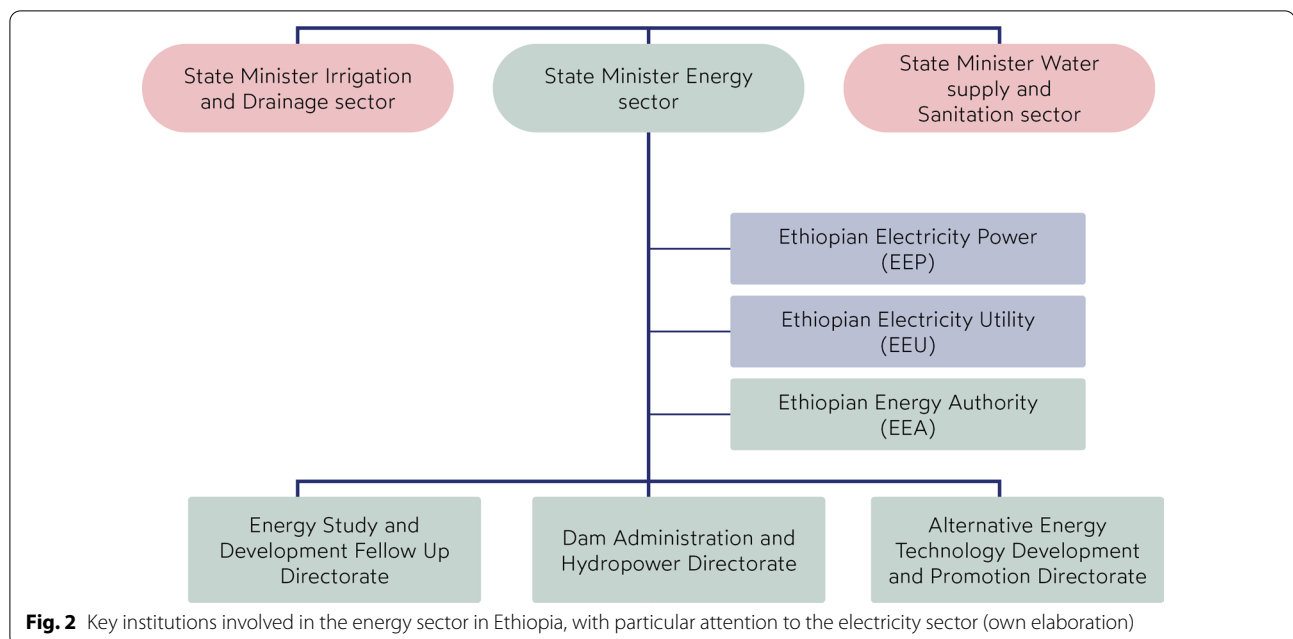 State Minister Irrigation
and Drainage sector
State Minister Energy
sector
State Minister Water
supply and
Sanitation sector
Ethiopian Electricity Power
(EEP)
Ethiopian Electricity Utility
(EEU)
Ethiopian Energy Authority
(EEA)
Energy Study and
Development Fellow Up
Directorate
Dam Administration and
Hydropower Directorate
Alternative Energy
Technology Development
and Promotion Directorate
Fig. 2 Key institutions involved in the energy sector in Ethiopia, with particular attention to the electricity sector (own elaboration)